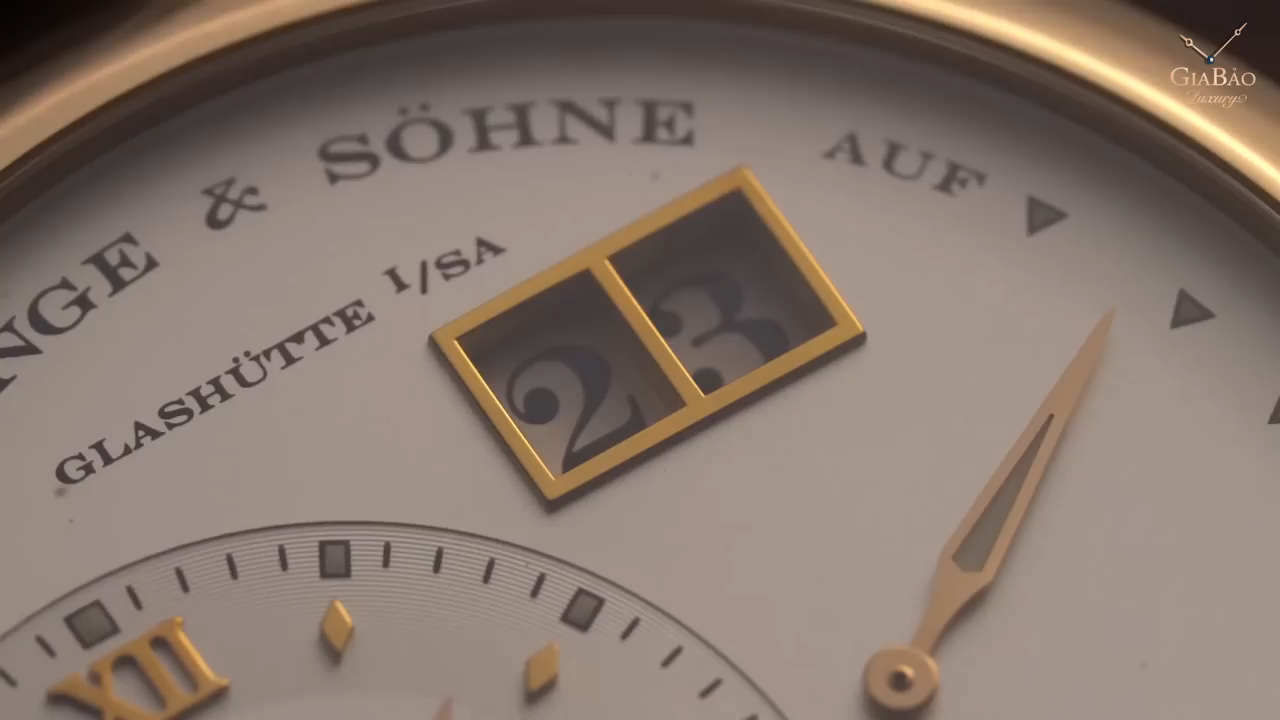 NGE & SÖHNE
GLASHÜTTE I/SA
AUF
23
XII
GIABẢO
Luxury